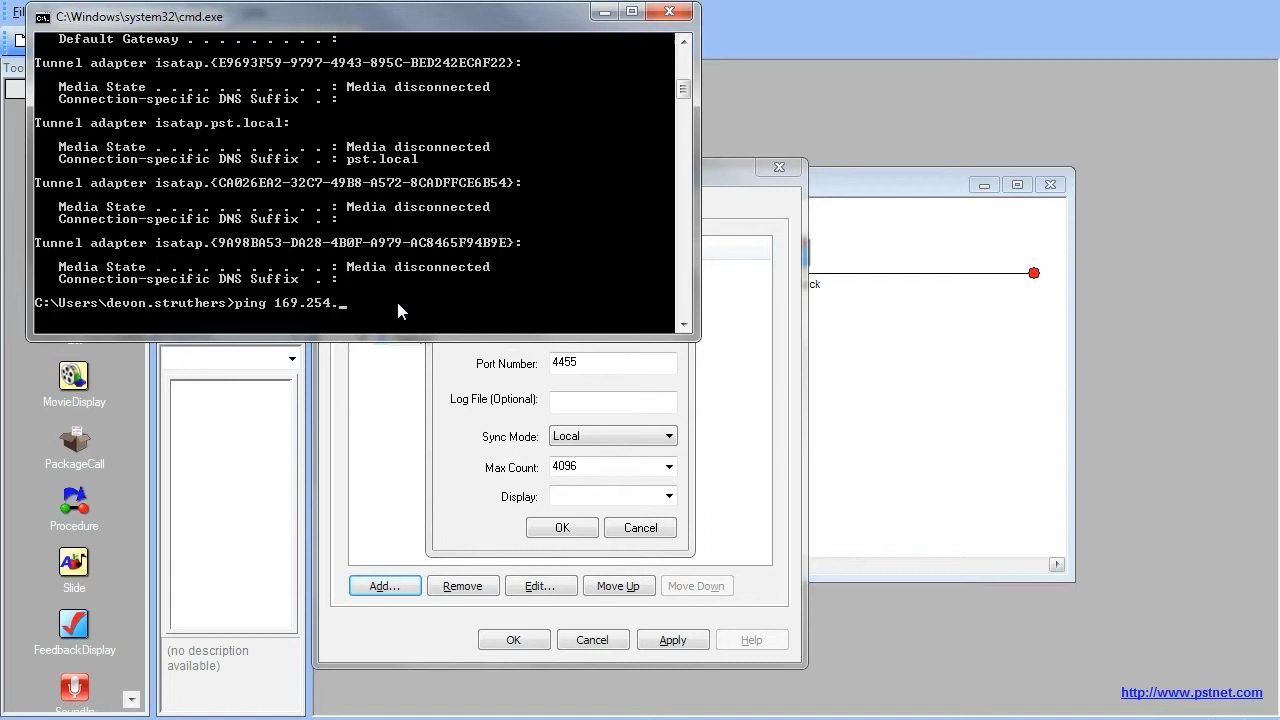 C:\Windows\system32\cmd.exe
Default Gateway . . . . . . . . . :
Tunnel adapter isatap.{E9693F59-9797-4943-895C-BED242ECAF22}:
Media State . . . . . . . . . . . : Media disconnected
Connection-specific DNS Suffix  . :
Tunnel adapter isatap.pst.local:
Media State . . . . . . . . . . . : Media disconnected
Connection-specific DNS Suffix  . : pst.local
Tunnel adapter isatap.{CA026EA2-32C7-49B8-A572-8CADFFCE6B54}:
Media State . . . . . . . . . . . : Media disconnected
Connection-specific DNS Suffix  . :
Tunnel adapter isatap.{9A98BA53-DA28-4B0F-A979-AC8465F94B9E}:
Media State . . . . . . . . . . . : Media disconnected
Connection-specific DNS Suffix  . :
C:\Users\devon.struthers>ping 169.254._
Too
ck
MovieDisplay
PackageCall
Procedure
Slide
FeedbackDisplay
SoundIn
(no description
available)
Port Number: 4455
Log File (Optional):
Sync Mode: Local
Max Count: 4096
Display:
OK Cancel
Add... Remove Edit... Move Up Move Down
OK Cancel Apply Help
http://www.pstnet.com